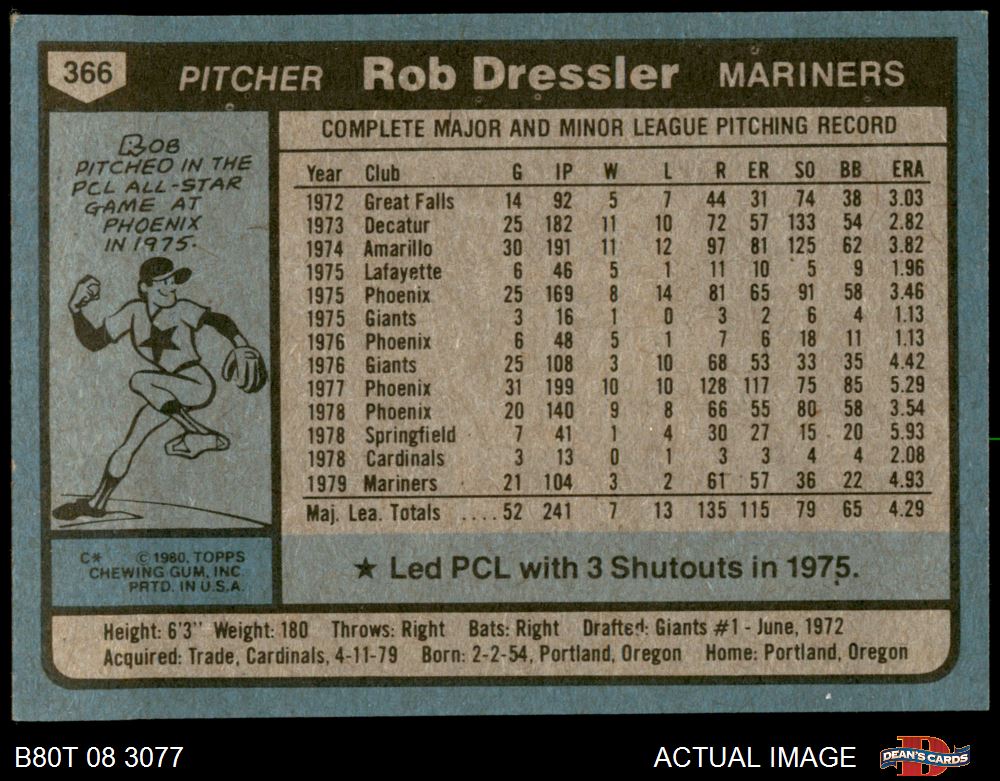 366 PITCHER Rob Dressler MARINERS
ROB
PITCHED IN THE
PCL ALL-STAR
GAME AT
PHOENIX
IN 1975.
COMPLETE MAJOR AND MINOR LEAGUE PITCHING RECORD
Year Club G IP W L R ER SO BB ERA
1972 Great Falls 14 92 5 7 44 31 74 38 3.03
1973 Decatur 25 182 11 10 72 57 133 54 2.82
1974 Amarillo 30 191 11 12 97 81 125 62 3.82
1975 Lafayette 6 46 5 1 11 10 5 9 1.96
1975 Phoenix 25 169 8 14 81 65 91 58 3.46
1975 Giants 3 16 1 0 3 2 6 4 1.13
1976 Phoenix 6 48 5 1 7 6 18 11 1.13
1976 Giants 25 108 3 10 68 53 33 35 4.42
1977 Phoenix 31 199 10 10 128 117 75 85 5.29
1978 Phoenix 20 140 9 8 66 55 80 58 3.54
1978 Springfield 7 41 1 4 30 27 15 20 5.93
1978 Cardinals 3 13 0 1 3 3 4 4 2.08
1979 Mariners 21 104 3 2 61 57 36 22 4.93
Maj. Lea. Totals ....52 241 7 13 135 115 79 65 4.29
★ Led PCL with 3 Shutouts in 1975.
C* © 1980, TOPPS
CHEWING GUM, INC.
PRTD. IN U.S.A.
Height: 6'3" Weight: 180 Throws: Right Bats: Right Drafted: Giants #1 - June, 1972
Acquired: Trade, Cardinals, 4-11-79 Born: 2-2-54, Portland, Oregon Home: Portland, Oregon
B80T 08 3077 ACTUAL IMAGE DEAN'S CARDS